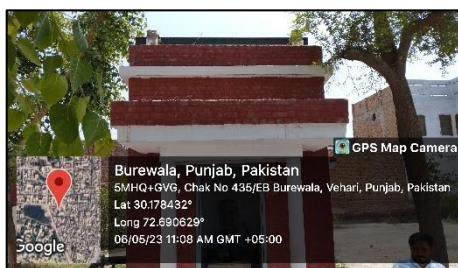 GPS Map Camera
Burewala, Punjab, Pakistan
5MHQ+GVG, Chak No 435/EB Burewala, Vehari, Punjab, Pakistan
Lat 30.178432°
Long 72.690629°
06/05/23 11:08 AM GMT +05:00
Google